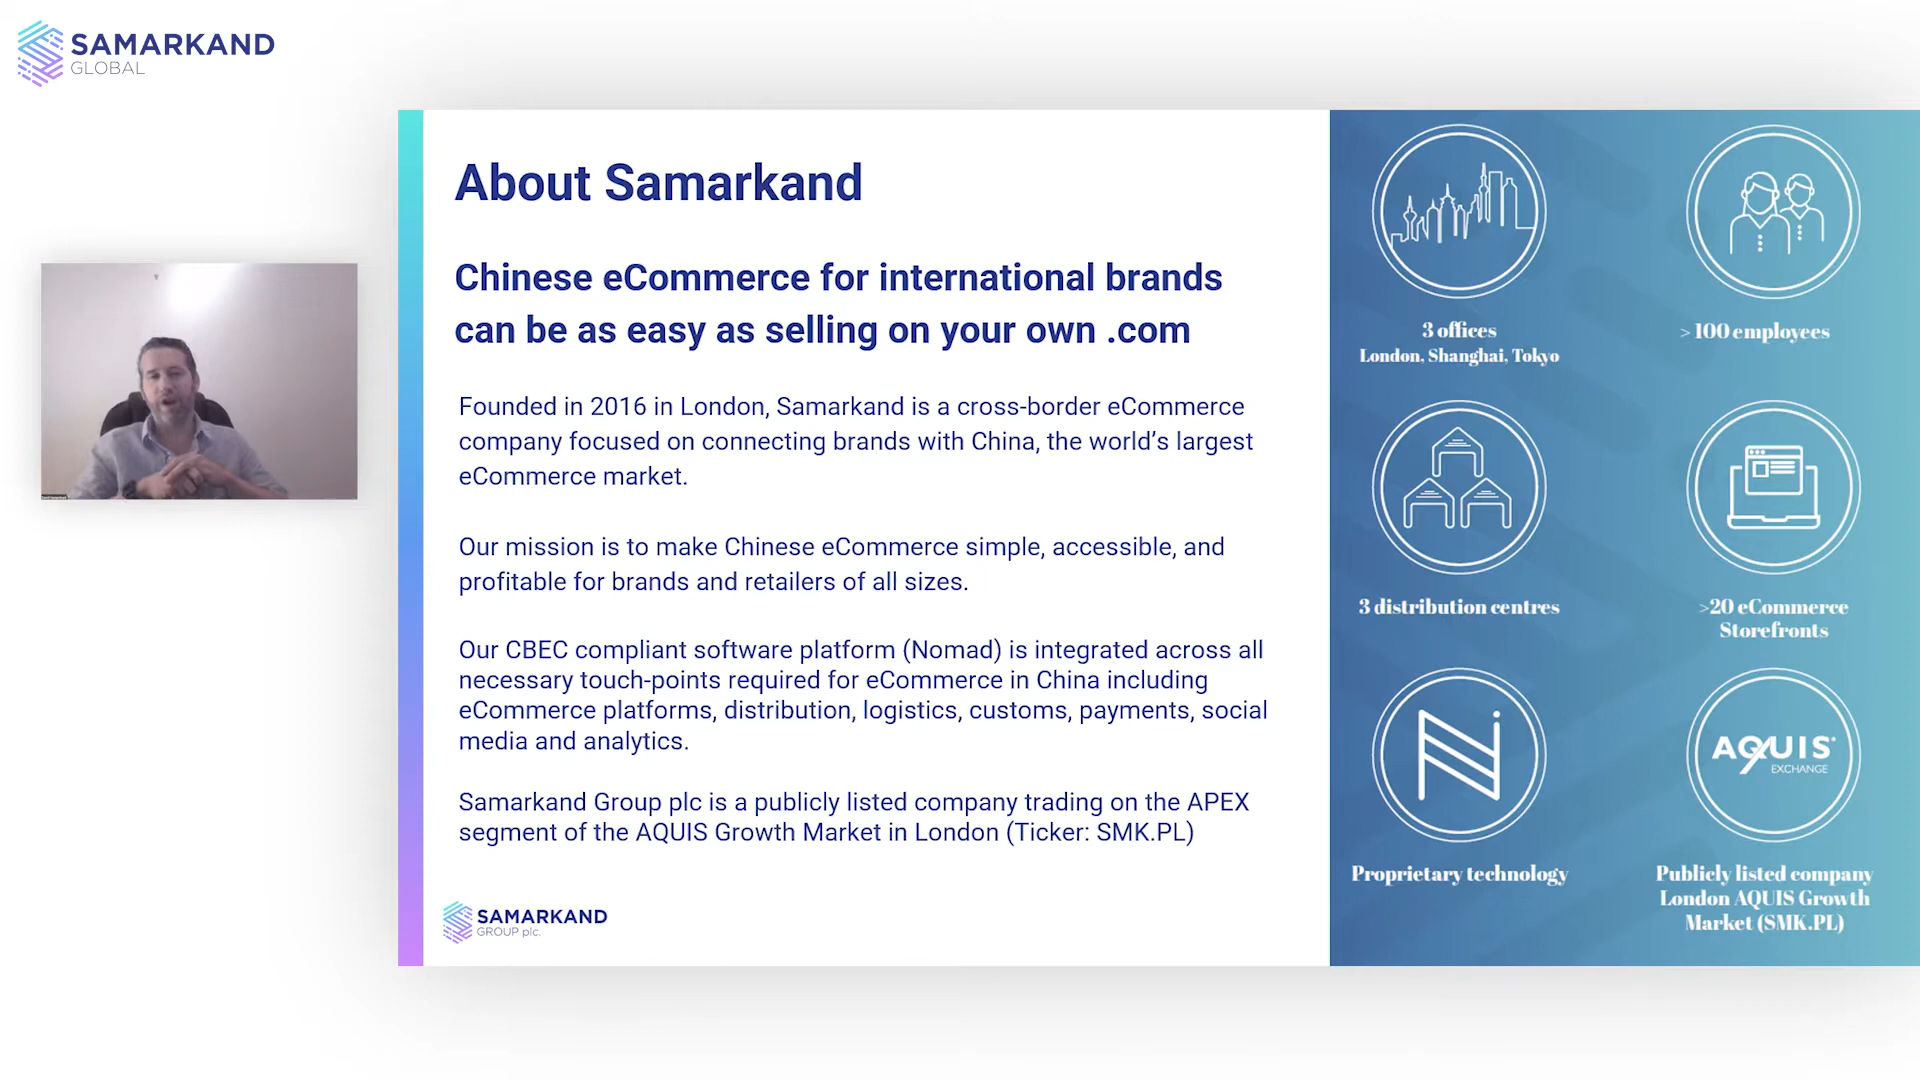 SAMARKAND
GLOBAL
About Samarkand
Chinese eCommerce for international brands
can be as easy as selling on your own .com
Founded in 2016 in London, Samarkand is a cross-border eCommerce
company focused on connecting brands with China, the world’s largest
eCommerce market.
Our mission is to make Chinese eCommerce simple, accessible, and
profitable for brands and retailers of all sizes.
Our CBEC compliant software platform (Nomad) is integrated across all
necessary touch-points required for eCommerce in China including
eCommerce platforms, distribution, logistics, customs, payments, social
media and analytics.
Samarkand Group plc is a publicly listed company trading on the APEX
segment of the AQUIS Growth Market in London (Ticker: SMK.PL)
SAMARKAND
GROUP plc.
3 offices
London, Shanghai, Tokyo
> 100 employees
3 distribution centres
>20 eCommerce
Storefronts
Proprietary technology
AQUIS
EXCHANGE
Publicly listed company
London AQUIS Growth
Market (SMK.PL)